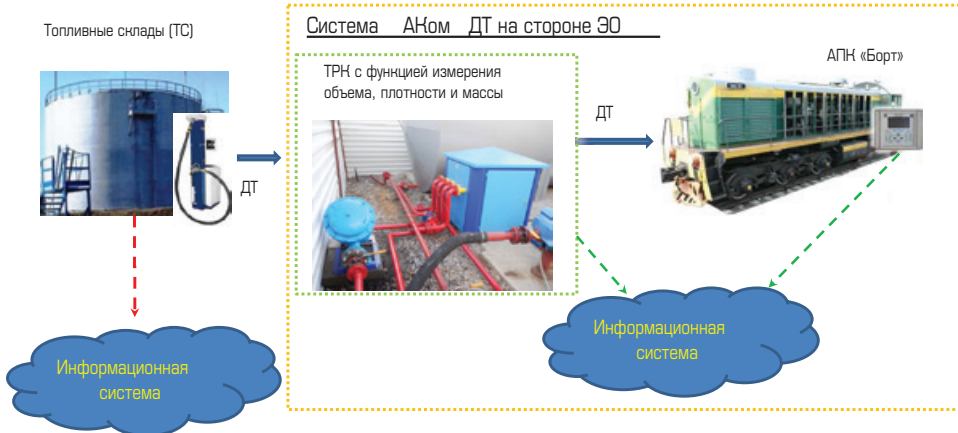 Топливные склады (ТС)
Система АКом ДТ на стороне ЭО
ТРК с функцией измерения
объема, плотности и массы
АПК «Борт»
ДТ
ДТ
Информационная
система
Информационная
система